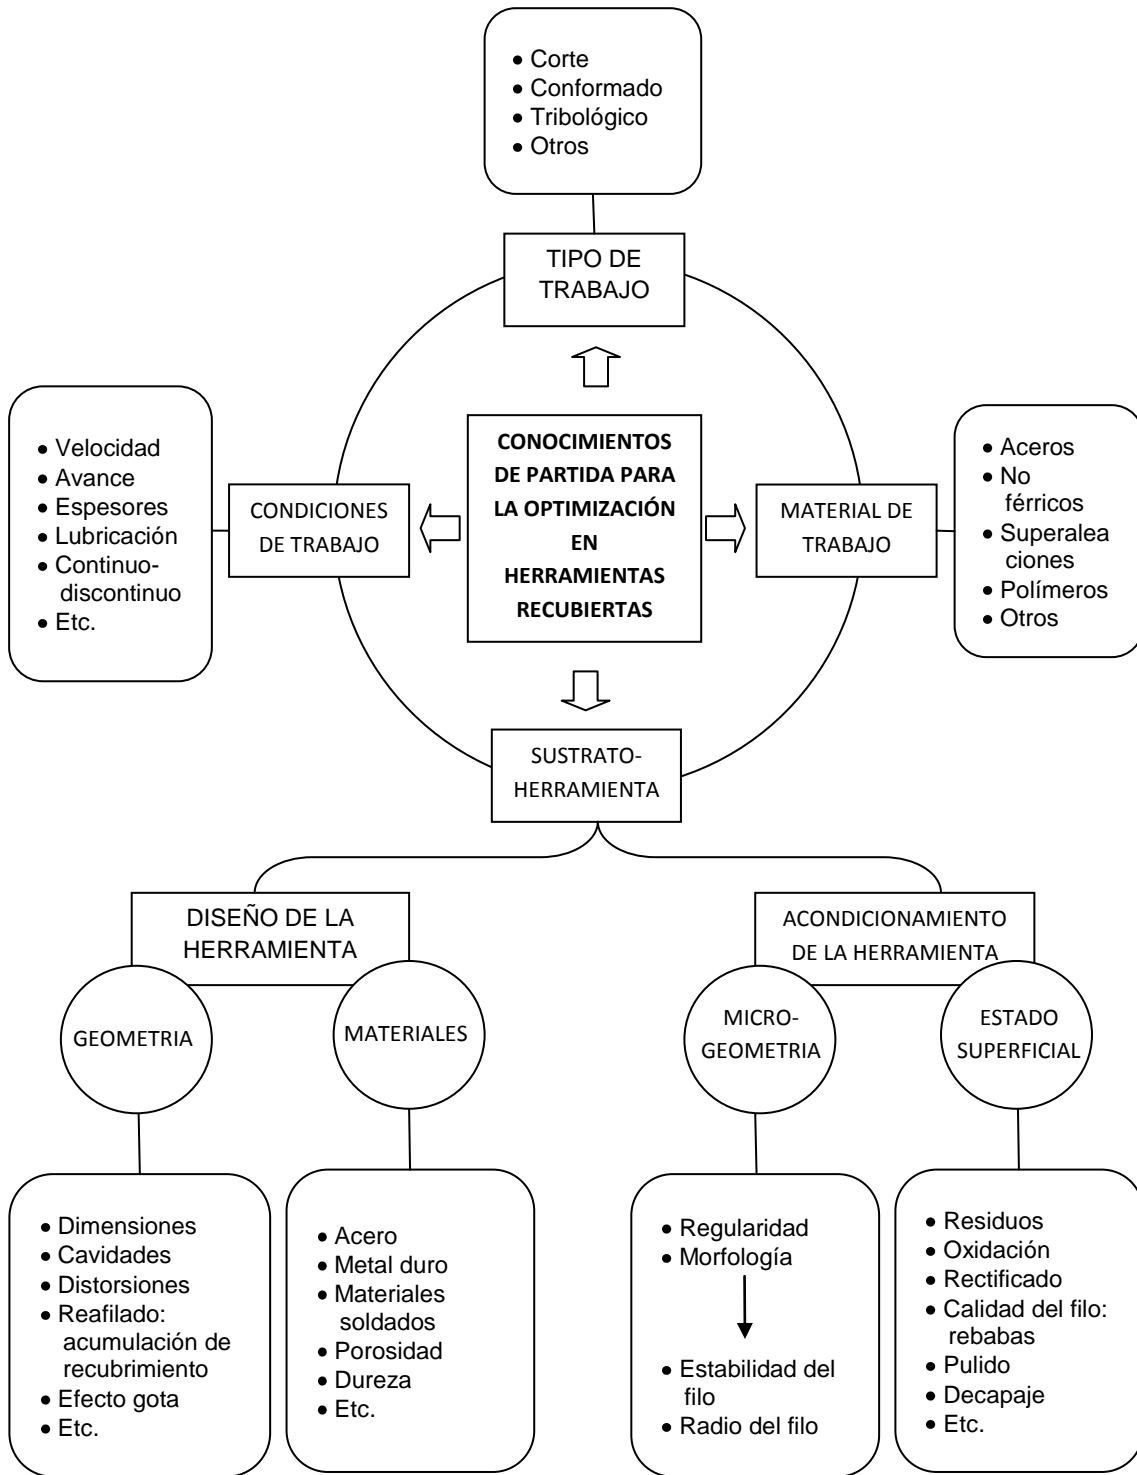 • Corte
• Conformado
• Tribológico
• Otros
TIPO DE
TRABAJO
• Velocidad
• Avance
• Espesores
• Lubricación
• Continuo-
discontinuo
• Etc.
CONDICIONES
DE TRABAJO
CONOCIMIENTOS
DE PARTIDA PARA
LA OPTIMIZACIÓN
EN
HERRAMIENTAS
RECUBIERTAS
MATERIAL DE
TRABAJO
• Aceros
• No
férricos
• Superalea
ciones
• Polímeros
• Otros
SUSTRATO-
HERRAMIENTA
DISEÑO DE LA
HERRAMIENTA
ACONDICIONAMIENTO
DE LA HERRAMIENTA
GEOMETRIA
MATERIALES
MICRO-
GEOMETRIA
ESTADO
SUPERFICIAL
• Dimensiones
• Cavidades
• Distorsiones
• Reafilado:
acumulación de
recubrimiento
• Efecto gota
• Etc.
• Acero
• Metal duro
• Materiales
soldados
• Porosidad
• Dureza
• Etc.
• Regularidad
• Morfología
• Estabilidad del
filo
• Radio del filo
• Residuos
• Oxidación
• Rectificado
• Calidad del filo:
rebabas
• Pulido
• Decapaje
• Etc.